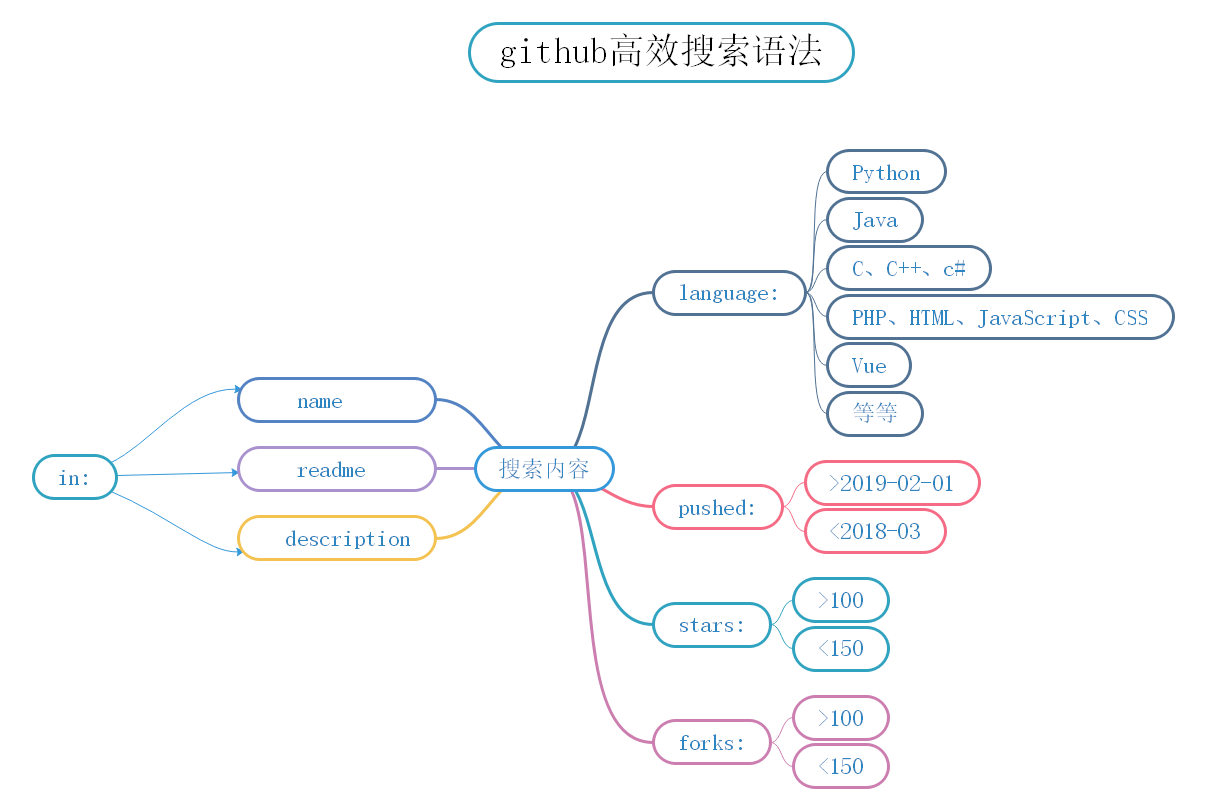 github高效搜索语法
in:
name
readme
description
搜索内容
language:
Python
Java
C、C++、c#
PHP、HTML、JavaScript、CSS
Vue
等等
pushed:
>2019-02-01
<2018-03
stars:
>100
<150
forks:
>100
<150